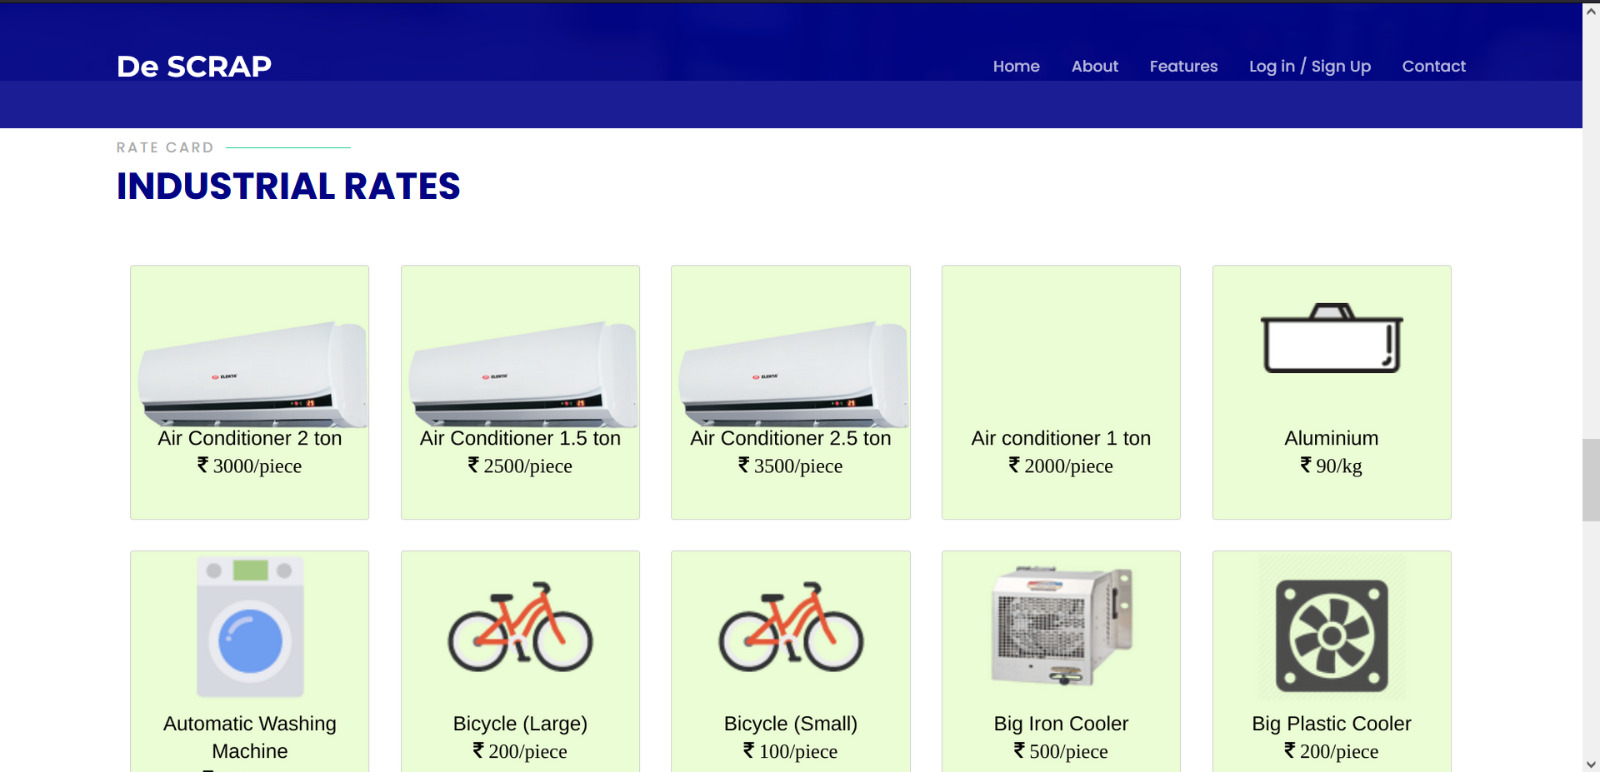 De SCRAP
Home About Features Log in / Sign Up Contact
RATE CARD
INDUSTRIAL RATES
Air Conditioner 2 ton
₹ 3000/piece
Air Conditioner 1.5 ton
₹ 2500/piece
Air Conditioner 2.5 ton
₹ 3500/piece
Air conditioner 1 ton
₹ 2000/piece
Aluminium
₹ 90/kg
Automatic Washing
Machine
Bicycle (Large)
₹ 200/piece
Bicycle (Small)
₹ 100/piece
Big Iron Cooler
₹ 500/piece
Big Plastic Cooler
₹ 200/piece